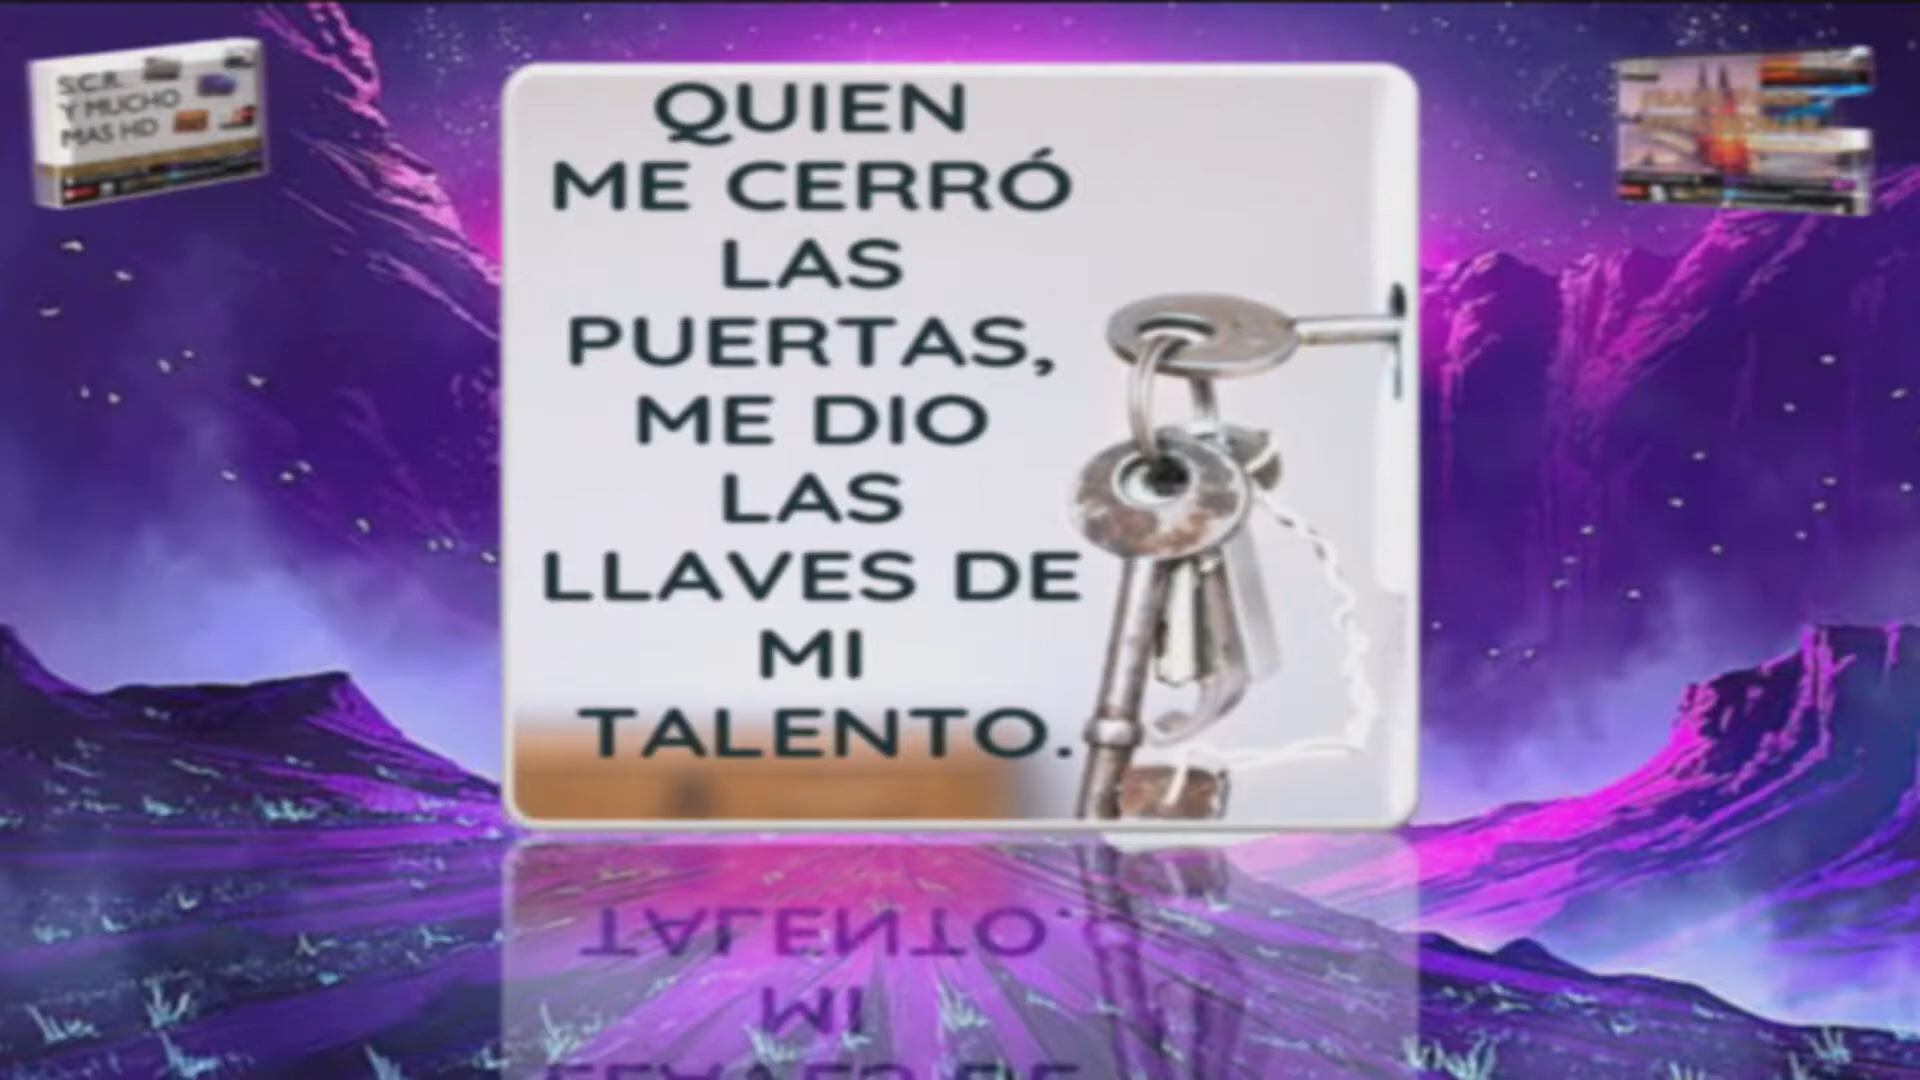 S.C.R.
Y MUCHO
MAS HD
QUIEN
ME CERRÓ
LAS
PUERTAS,
ME DIO
LAS
LLAVES DE
MI
TALENTO.